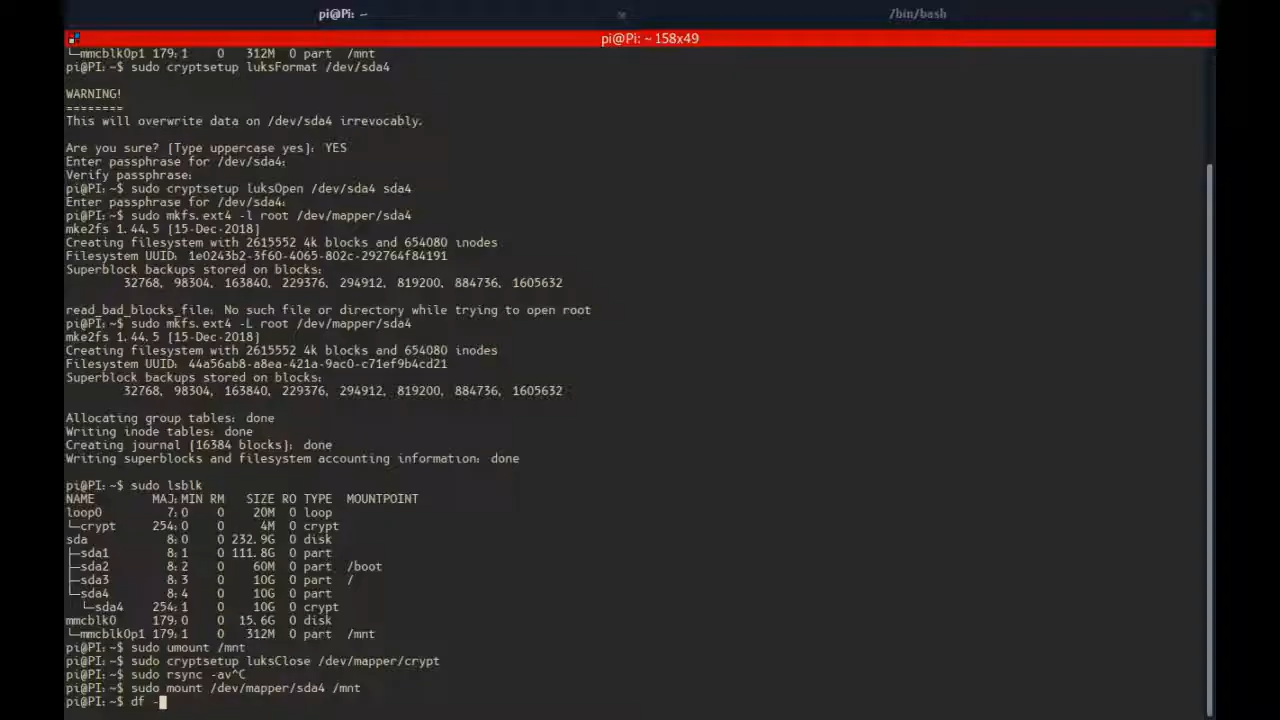 pi@Pi: ~
/bin/bash
pi@Pi: ~ 158x49
└─mmcblk0p1 179:1    0   312M  0 part  /mnt
pi@PI:~$ sudo cryptsetup luksFormat /dev/sda4
WARNING!
========
This will overwrite data on /dev/sda4 irrevocably.
Are you sure? (Type uppercase yes): YES
Enter passphrase for /dev/sda4:
Verify passphrase:
pi@PI:~$ sudo cryptsetup luksOpen /dev/sda4 sda4
Enter passphrase for /dev/sda4:
pi@PI:~$ sudo mkfs.ext4 -l root /dev/mapper/sda4
mke2fs 1.44.5 (15-Dec-2018)
Creating filesystem with 2615552 4k blocks and 654080 inodes
Filesystem UUID: 1e0243b2-3f60-4065-802c-292764f84191
Superblock backups stored on blocks:
32768, 98304, 163840, 229376, 294912, 819200, 884736, 1605632
read_bad_blocks_file: No such file or directory while trying to open root
pi@PI:~$ sudo mkfs.ext4 -L root /dev/mapper/sda4
mke2fs 1.44.5 (15-Dec-2018)
Creating filesystem with 2615552 4k blocks and 654080 inodes
Filesystem UUID: 44a56ab8-a8ea-421a-9ac0-c71ef9b4cd21
Superblock backups stored on blocks:
32768, 98304, 163840, 229376, 294912, 819200, 884736, 1605632
Allocating group tables: done
Writing inode tables: done
Creating journal (16384 blocks): done
Writing superblocks and filesystem accounting information: done
pi@PI:~$ sudo lsblk
NAME        MAJ:MIN RM   SIZE RO TYPE  MOUNTPOINT
loop0         7:0    0    20M  0 loop
└─crypt     254:0    0     4M  0 crypt
sda           8:0    0 232.9G  0 disk
├─sda1        8:1    0 111.8G  0 part
├─sda2        8:2    0    60M  0 part  /boot
├─sda3        8:3    0    10G  0 part  /
└─sda4        8:4    0    10G  0 part
  └─sda4    254:1    0    10G  0 crypt
mmcblk0     179:0    0  15.6G  0 disk
└─mmcblk0p1 179:1    0   312M  0 part  /mnt
pi@PI:~$ sudo umount /mnt
pi@PI:~$ sudo cryptsetup luksClose /dev/mapper/crypt
pi@PI:~$ sudo rsync -av^C
pi@PI:~$ sudo mount /dev/mapper/sda4 /mnt
pi@PI:~$ df -